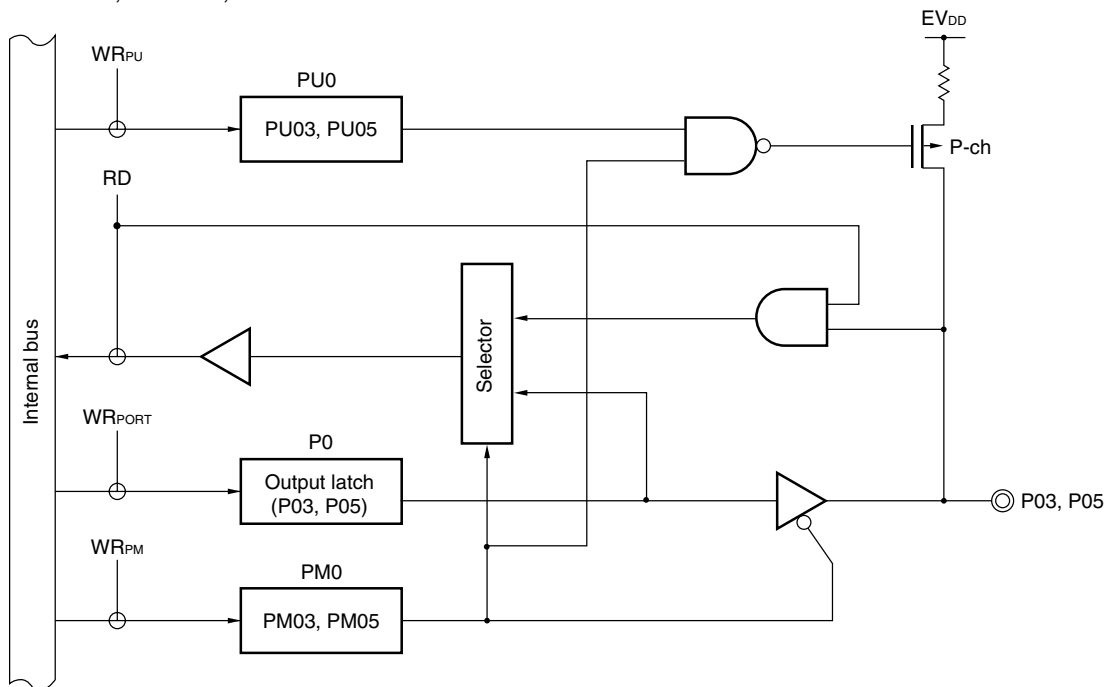 EVDD
WRPU
PU0
PU03, PU05
P-ch
RD
Internal bus
Selector
WRPORT
P0
Output latch
(P03, P05)
P03, P05
WRPM
PM0
PM03, PM05